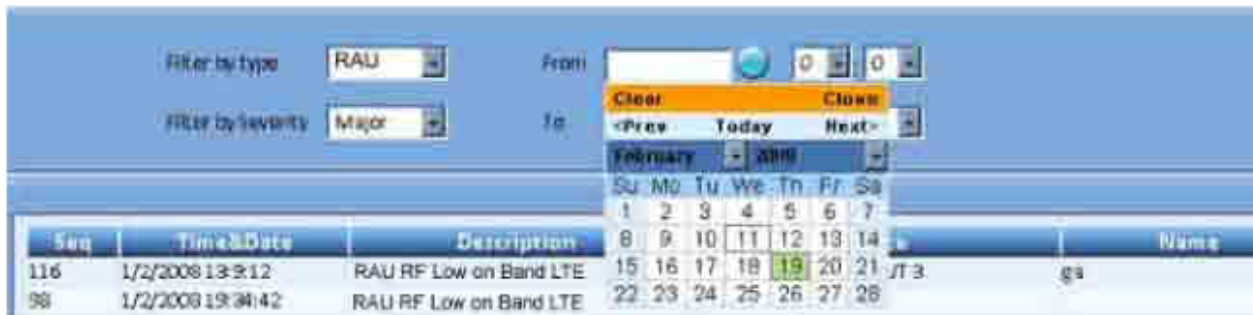 Filter by type RAU From 0 : 0
Clear Close
Filter by Severity Major To <Prev Today Next>
February 2009
Su Mo Tu We Th Fr Sa
1 2 3 4 5 6 7
Seq Time&Date Description 8 9 10 11 12 13 14 Name
116 1/2/2008 13:9:12 RAU RF Low on Band LTE 15 16 17 18 19 20 21 ga
98 1/2/2008 19:34:42 RAU RF Low on Band LTE 22 23 24 25 26 27 28